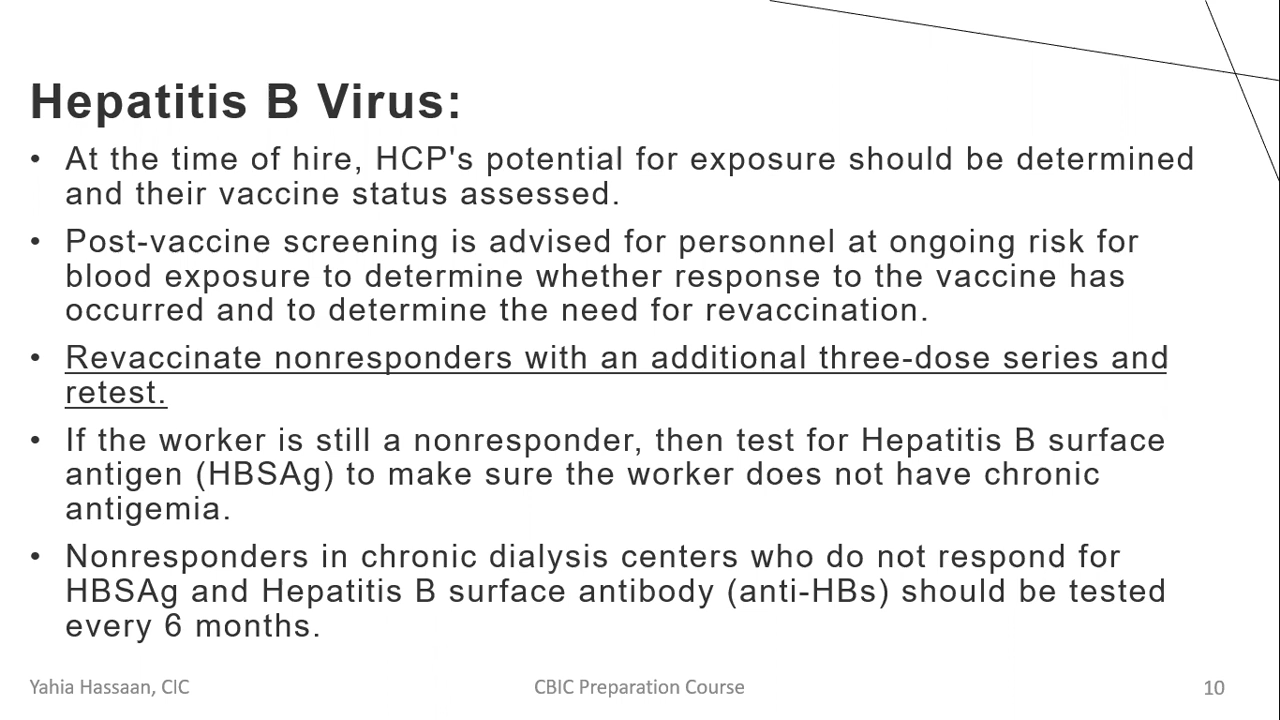 Hepatitis B Virus:
• At the time of hire, HCP's potential for exposure should be determined
and their vaccine status assessed.
• Post-vaccine screening is advised for personnel at ongoing risk for
blood exposure to determine whether response to the vaccine has
occurred and to determine the need for revaccination.
• Revaccinate nonresponders with an additional three-dose series and
retest.
• If the worker is still a nonresponder, then test for Hepatitis B surface
antigen (HBSAg) to make sure the worker does not have chronic
antigemia.
• Nonresponders in chronic dialysis centers who do not respond for
HBSAg and Hepatitis B surface antibody (anti-HBs) should be tested
every 6 months.
Yahia Hassaan, CIC
CBIC Preparation Course
10